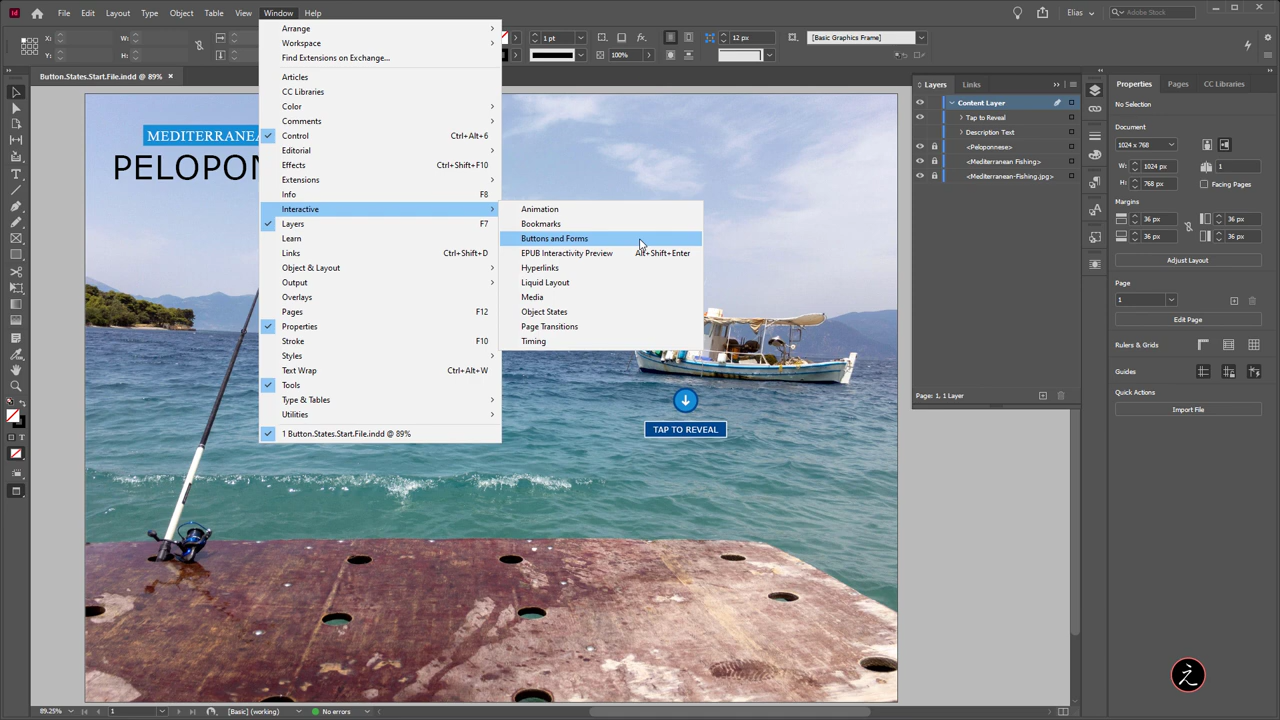 Id
File
Edit
Layout
Type
Object
Table
View
Window
Help
Elias
Adobe Stock
X:
Y:
W:
H:
1 pt
100%
12 px
[Basic Graphics Frame]
Button.States.Start.File.indd @ 89%
MEDITERRANEA
PELOPON
Arrange
Workspace
Find Extensions on Exchange...
Articles
CC Libraries
Color
Comments
Control Ctrl+Alt+6
Editorial
Effects Ctrl+Shift+F10
Extensions
Info F8
Interactive
Layers F7
Learn
Links Ctrl+Shift+D
Object & Layout
Output
Overlays
Pages F12
Properties
Stroke F10
Styles
Text Wrap Ctrl+Alt+W
Tools
Type & Tables
Utilities
1 Button.States.Start.File.indd @ 89%
Animation
Bookmarks
Buttons and Forms
EPUB Interactivity Preview Alt+Shift+Enter
Hyperlinks
Liquid Layout
Media
Object States
Page Transitions
Timing
TAP TO REVEAL
Layers
Links
Content Layer
Tap to Reveal
Description Text
<Peloponnese>
<Mediterranean Fishing>
<Mediterranean-Fishing.jpg>
Page: 1, 1 Layer
Properties
Pages
CC Libraries
No Selection
Document
1024 x 768
W: 1024 px
1
H: 768 px
Facing Pages
Margins
36 px
36 px
36 px
36 px
Adjust Layout
Page
1
Edit Page
Rulers & Grids
Guides
Quick Actions
Import File
89.25%
1
[Basic] (working)
No errors